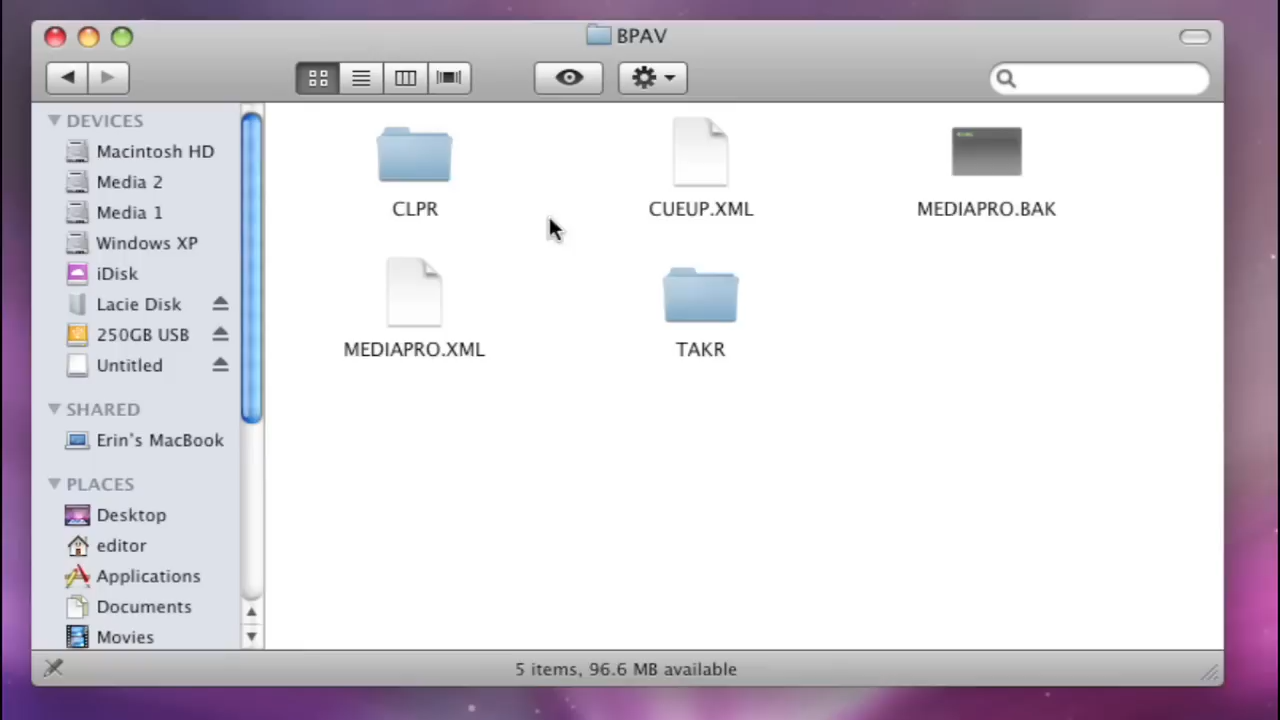 BPAV
DEVICES
Macintosh HD
Media 2
Media 1
Windows XP
iDisk
Lacie Disk
250GB USB
Untitled
SHARED
Erin's MacBook
PLACES
Desktop
editor
Applications
Documents
Movies
CLPR
CUEUP.XML
MEDIAPRO.BAK
MEDIAPRO.XML
TAKR
5 items, 96.6 MB available